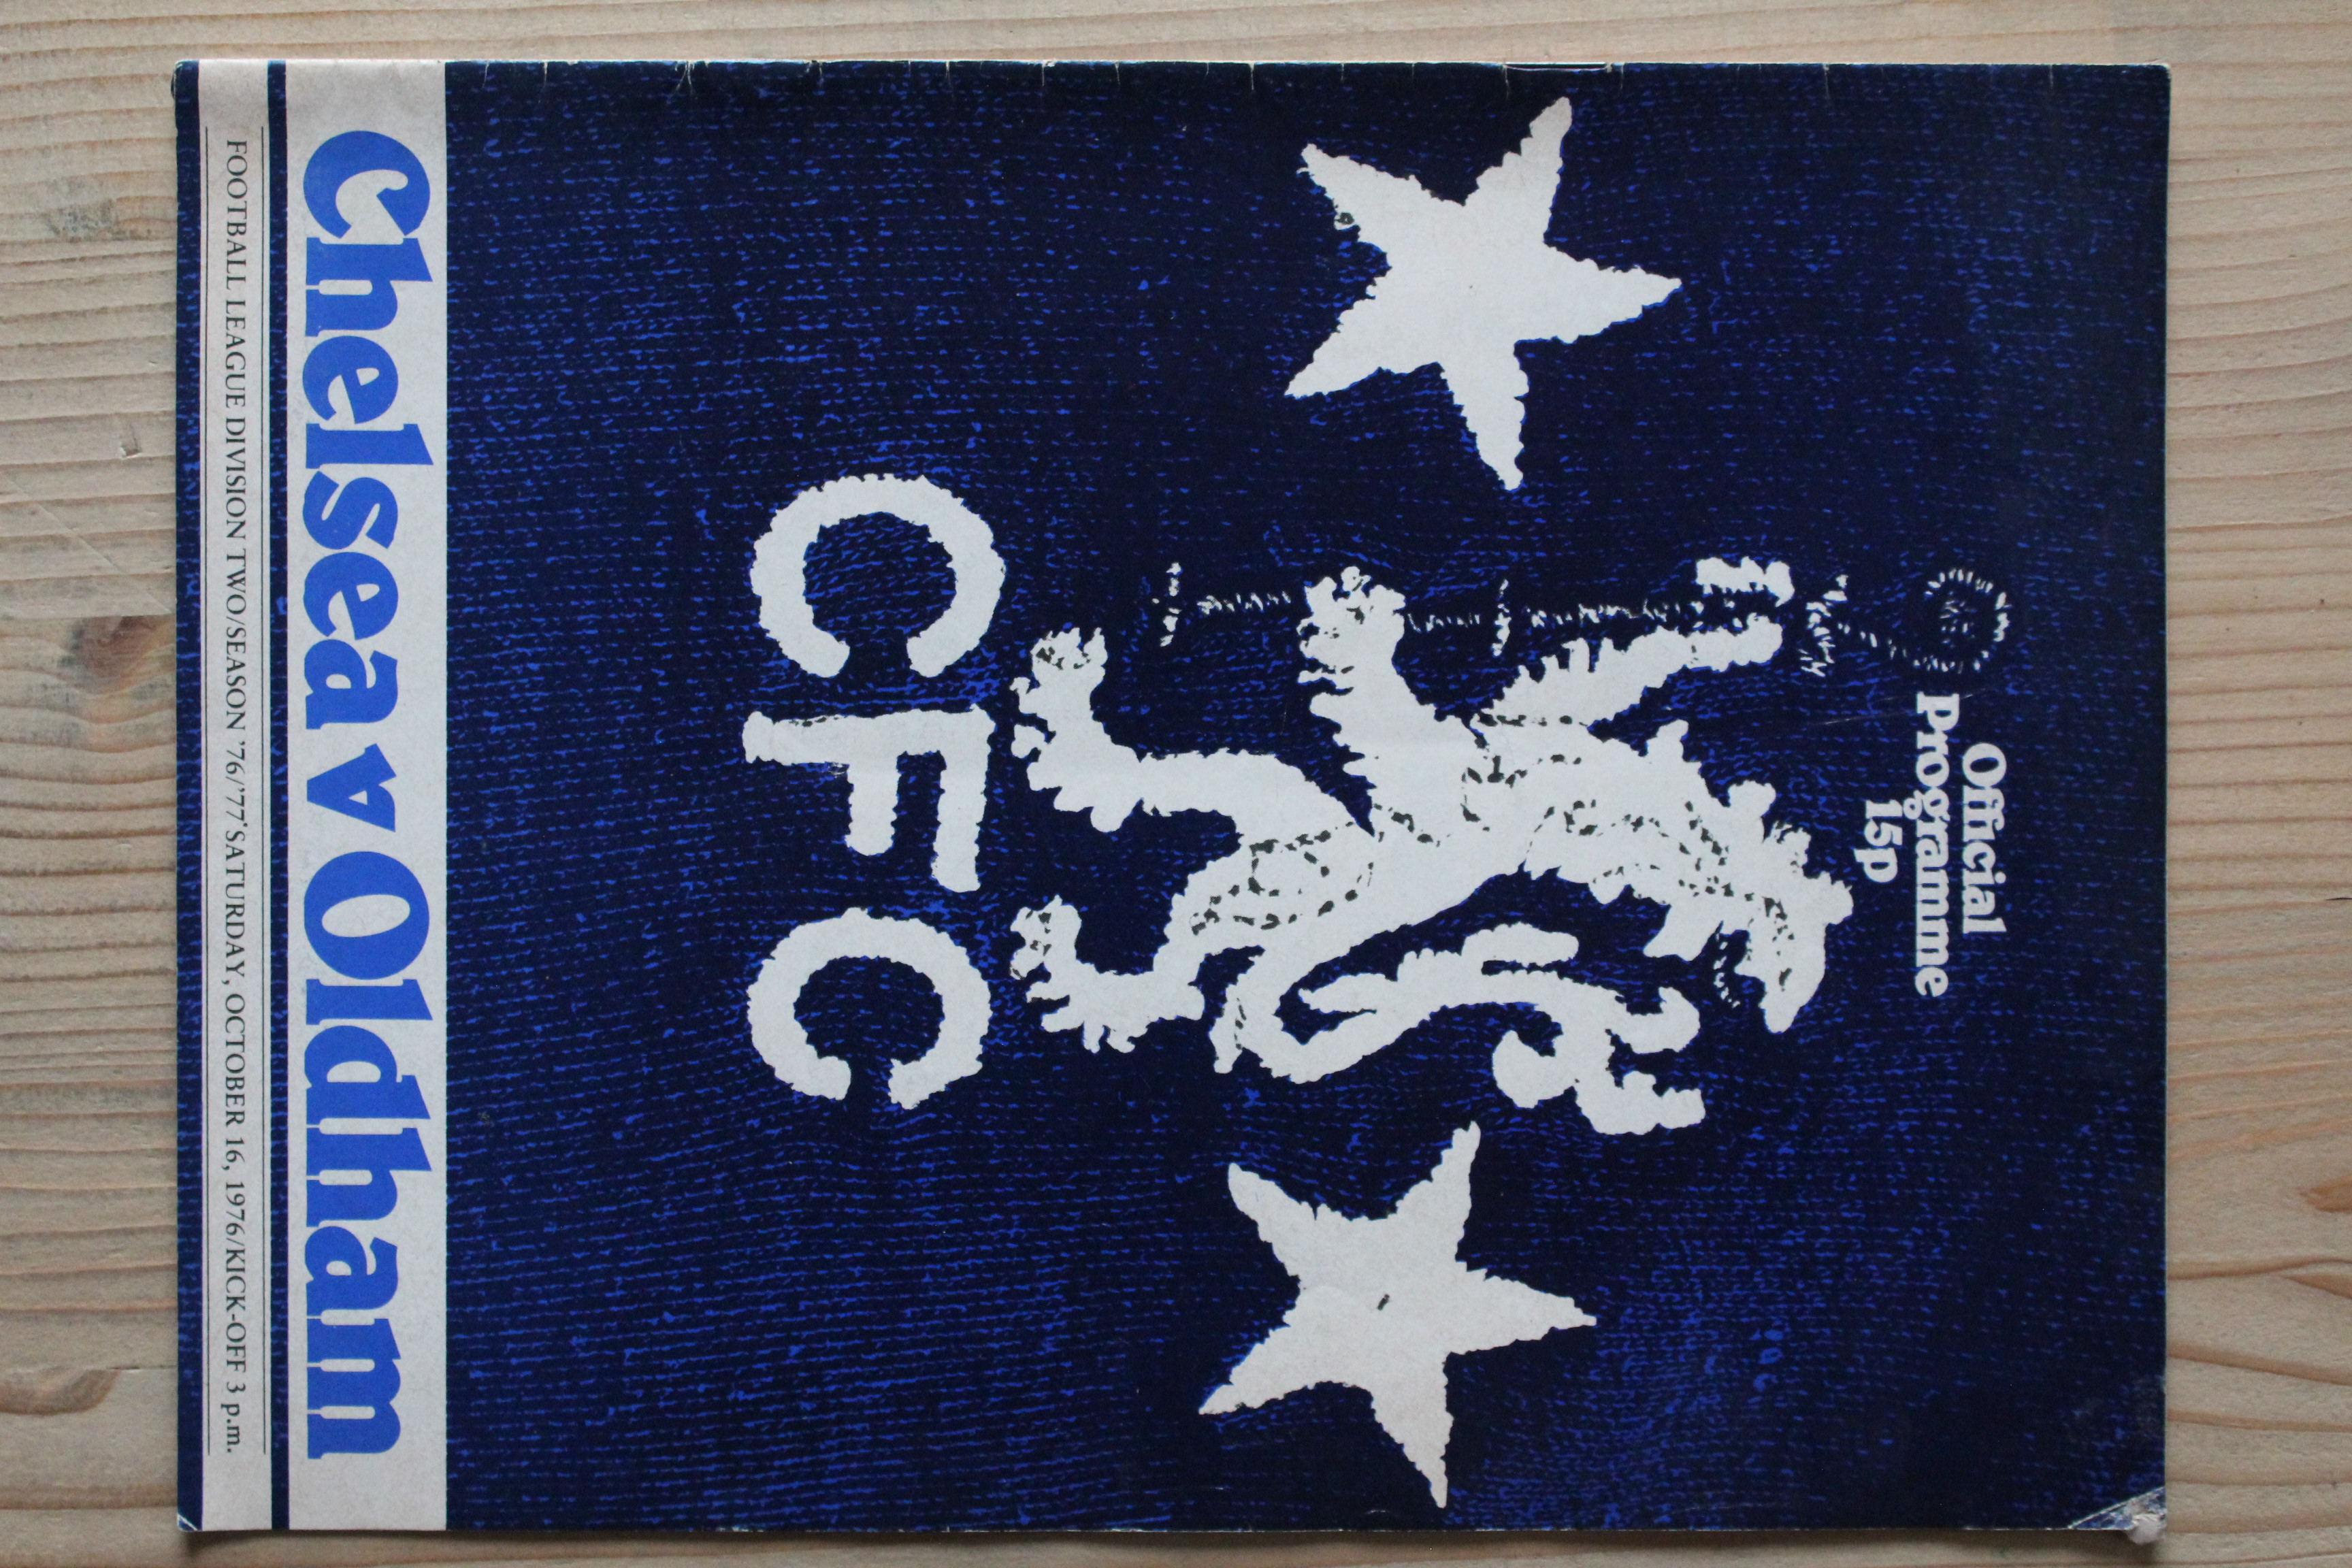 Official
Programme
15p
CFC
Chelsea v Oldham
FOOTBALL LEAGUE DIVISION TWO/SEASON '76/'77 SATURDAY, OCTOBER 16, 1976/KICK-OFF 3 p.m.